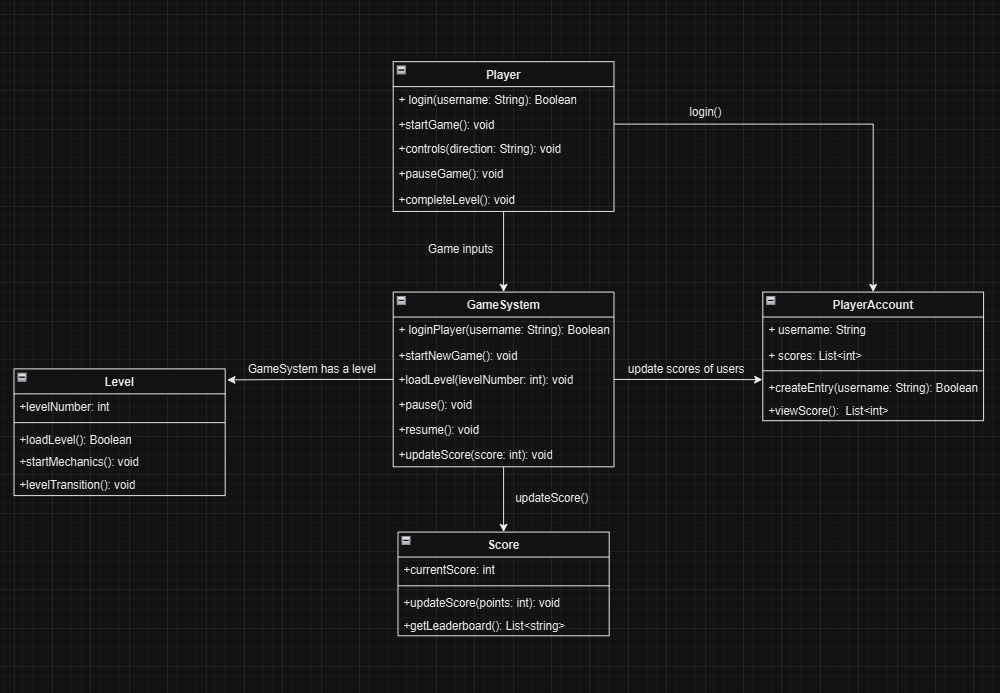 Player
+ login(username: String): Boolean
+startGame(): void
+controls(direction: String): void
+pauseGame(): void
+completeLevel(): void
login()
Game inputs
GameSystem
+ loginPlayer(username: String): Boolean
+startNewGame(): void
+loadLevel(levelNumber: int): void
+pause(): void
+resume(): void
+updateScore(score: int): void
PlayerAccount
+ username: String
+ scores: List<int>
+createEntry(username: String): Boolean
+viewScore():  List<int>
GameSystem has a level
update scores of users
Level
+levelNumber: int
+loadLevel(): Boolean
+startMechanics(): void
+levelTransition(): void
updateScore()
Score
+currentScore: int
+updateScore(points: int): void
+getLeaderboard(): List<string>